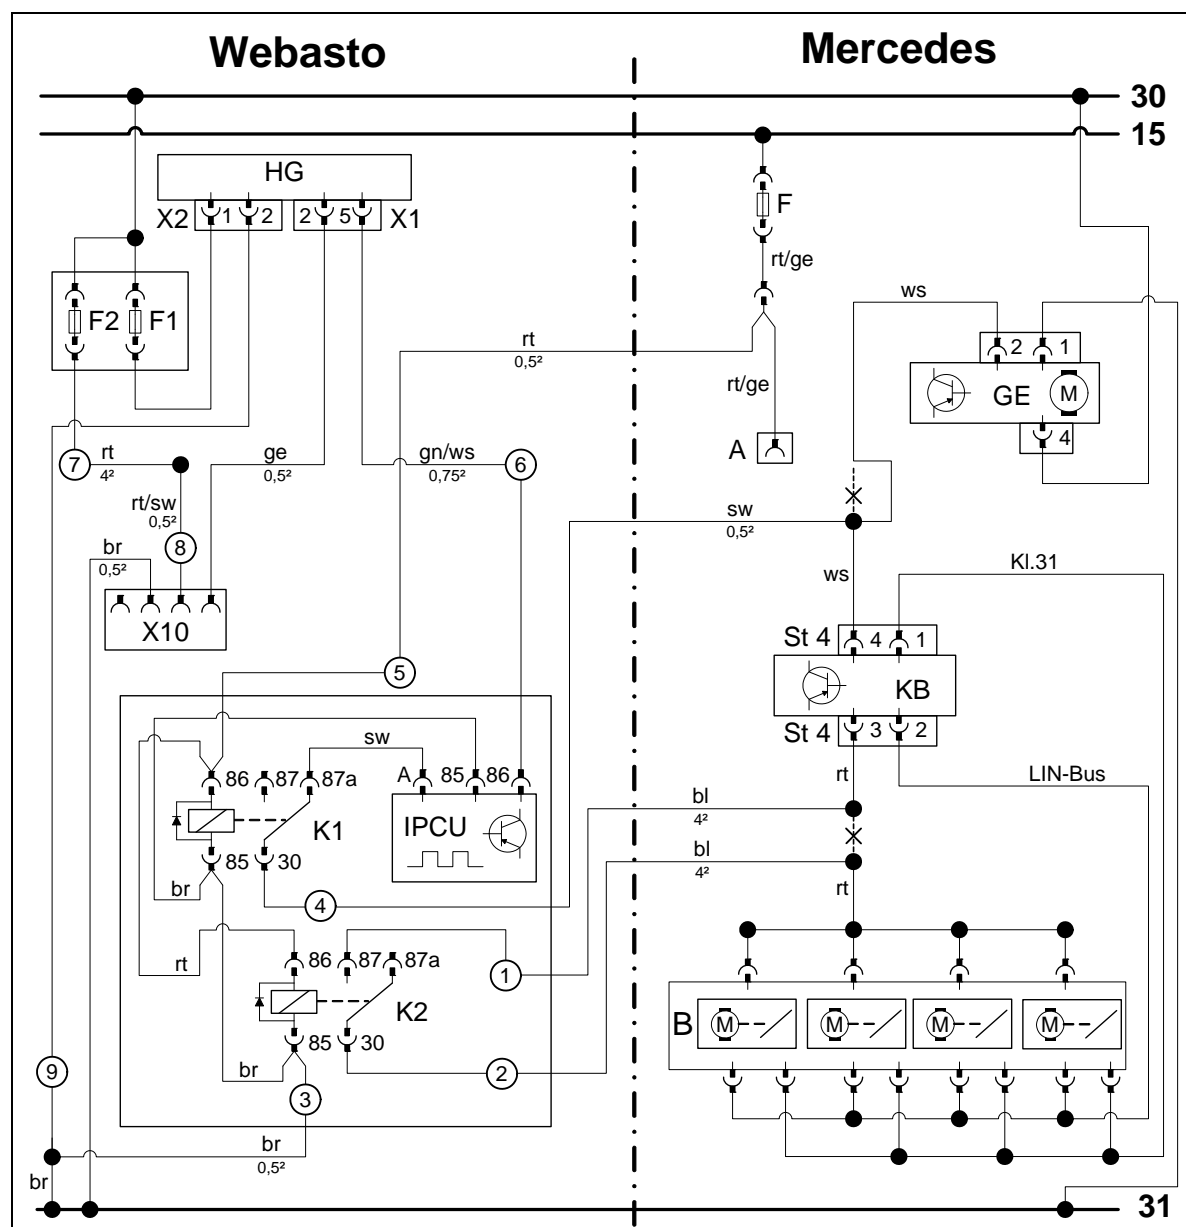 Webasto
Mercedes
30
15
HG
X2 1 2 2 5 X1
F
rt/ge
F2 F1
ws
2 1
rt
0,5²
GE M
rt/ge
4
A
7 rt
4²
ge
0,5²
gn/ws
0,75²
6
rt/sw
0,5²
sw
0,5²
br
0,5²
8
ws
Kl.31
X10
St 4 4 1
5
KB
St 4 3 2
sw
rt
LIN-Bus
86 87 87a A 85 86
bl
4²
K1
IPCU
85 30
bl
4²
br
4
rt
rt
86 87 87a
1
K2
B M M M M
85 30
9
br
2
3
br
0,5²
br
31